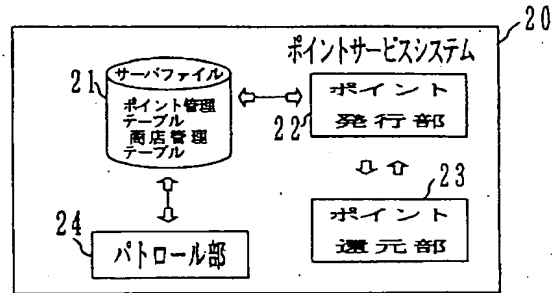 20
ポイントサービスシステム
21
サーバファイル
ポイント管理
テーブル
商店管理
テーブル
22
ポイント
発行部
23
ポイント
還元部
24
パトロール部